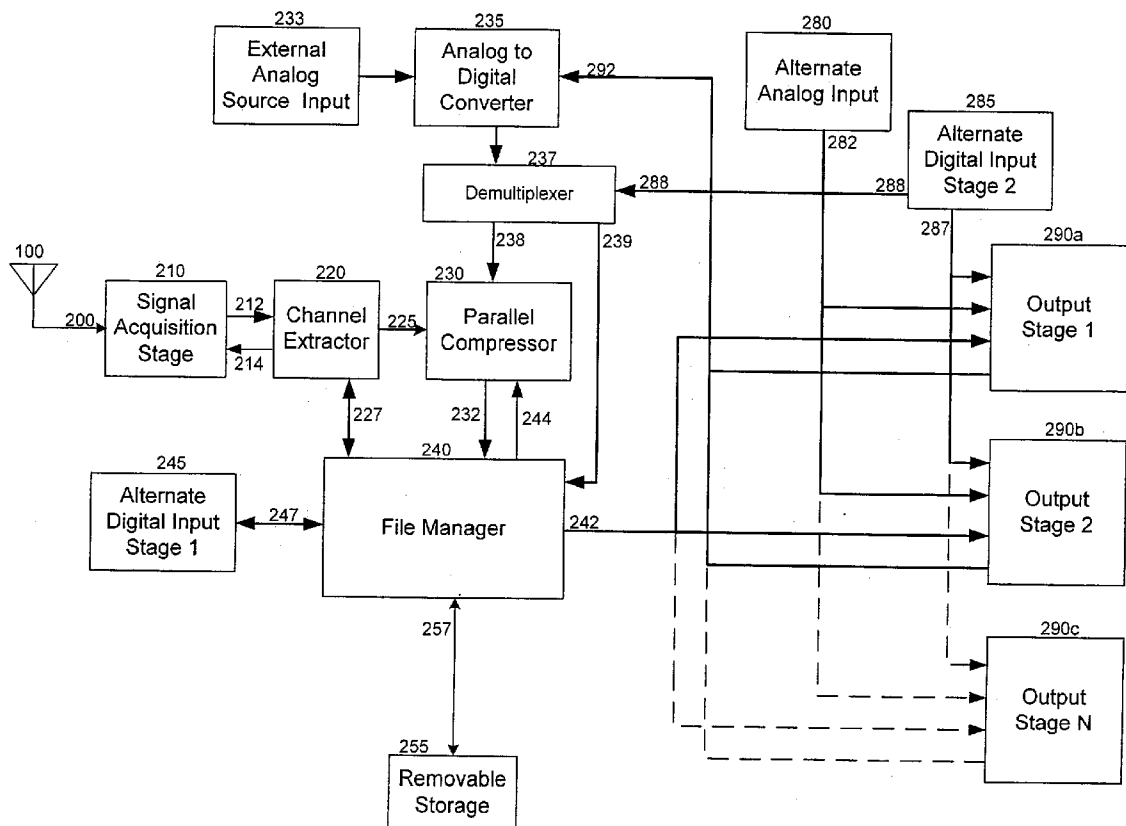 233
External
Analog
Source Input
235
Analog to
Digital
Converter
292
280
Alternate
Analog Input
282
285
Alternate
Digital Input
Stage 2
287
237
Demultiplexer
288
288
238
239
100
200
210
Signal
Acquisition
Stage
212
214
220
Channel
Extractor
225
230
Parallel
Compressor
290a
Output
Stage 1
227
232
244
240
File Manager
242
245
Alternate
Digital Input
Stage 1
247
290b
Output
Stage 2
257
290c
Output
Stage N
255
Removable
Storage